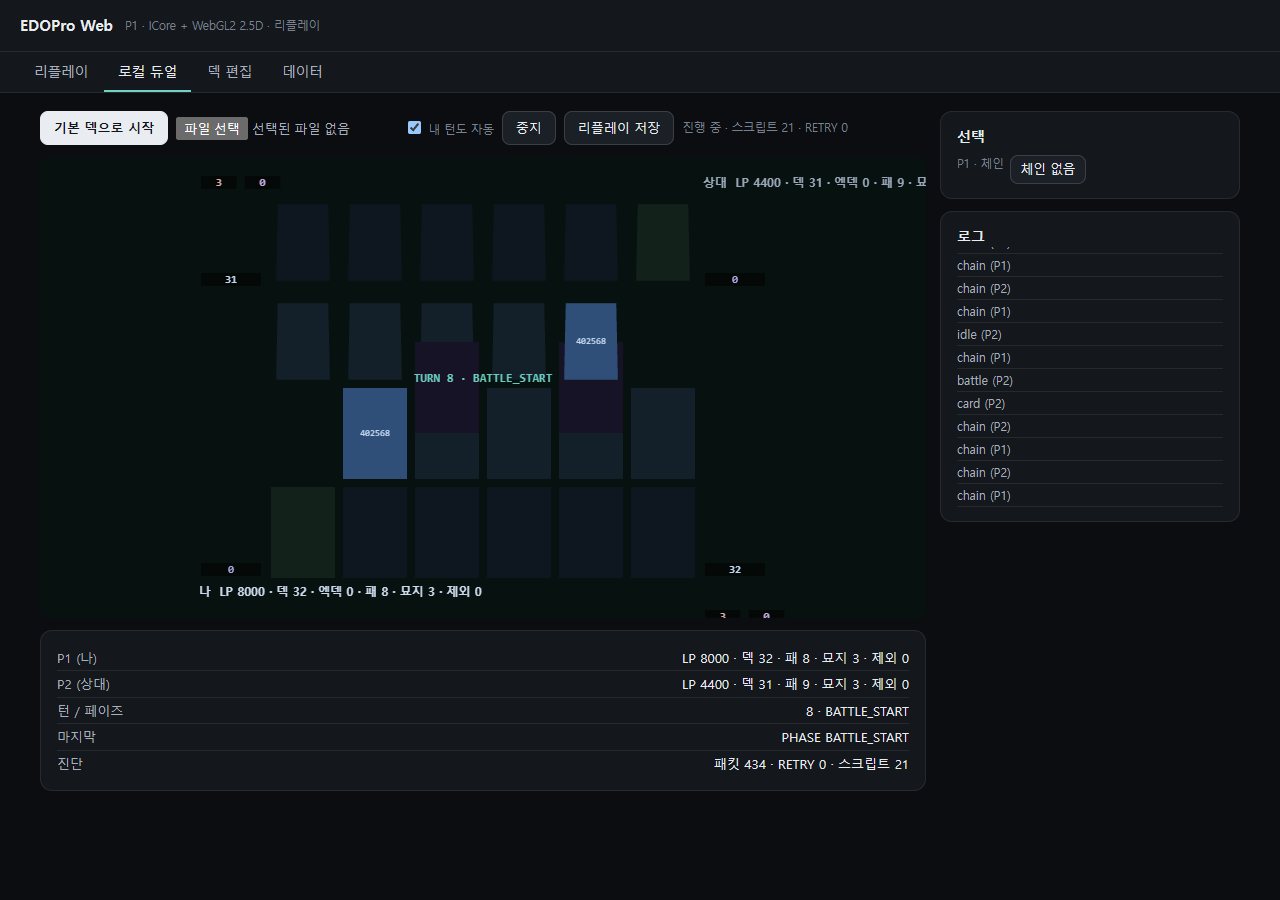 EDOPro Web P1 · ICore + WebGL2 2.5D · 리플레이
리플레이 로컬 듀얼 덱 편집 데이터
기본 덱으로 시작 파일 선택 선택된 파일 없음 내 턴도 자동 중지 리플레이 저장 진행 중 · 스크립트 21 · RETRY 0
3 0 상대 LP 4400 · 덱 31 · 엑덱 0 · 패 9 · 묘
31 0
402568
TURN 8 · BATTLE_START
402568
0 32
나 LP 8000 · 덱 32 · 엑덱 0 · 패 8 · 묘지 3 · 제외 0
3 0
P1 (나) LP 8000 · 덱 32 · 패 8 · 묘지 3 · 제외 0
P2 (상대) LP 4400 · 덱 31 · 패 9 · 묘지 3 · 제외 0
턴 / 페이즈 8 · BATTLE_START
마지막 PHASE BATTLE_START
진단 패킷 434 · RETRY 0 · 스크립트 21
선택
P1 · 체인 체인 없음
로그
chain (P1)
chain (P2)
chain (P1)
idle (P2)
chain (P1)
battle (P2)
card (P2)
chain (P2)
chain (P1)
chain (P2)
chain (P1)